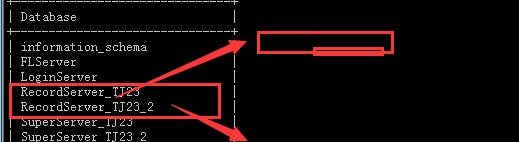 Database
information_schema
FLServer
LoginServer
RecordServer_TJ23
RecordServer_TJ23_2
SuperServer_TJ23
SuperServer_TJ23_2